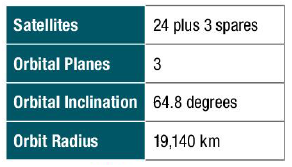 Satellites 24 plus 3 spares
Orbital Planes 3
Orbital Inclination 64.8 degrees
Orbit Radius 19,140 km